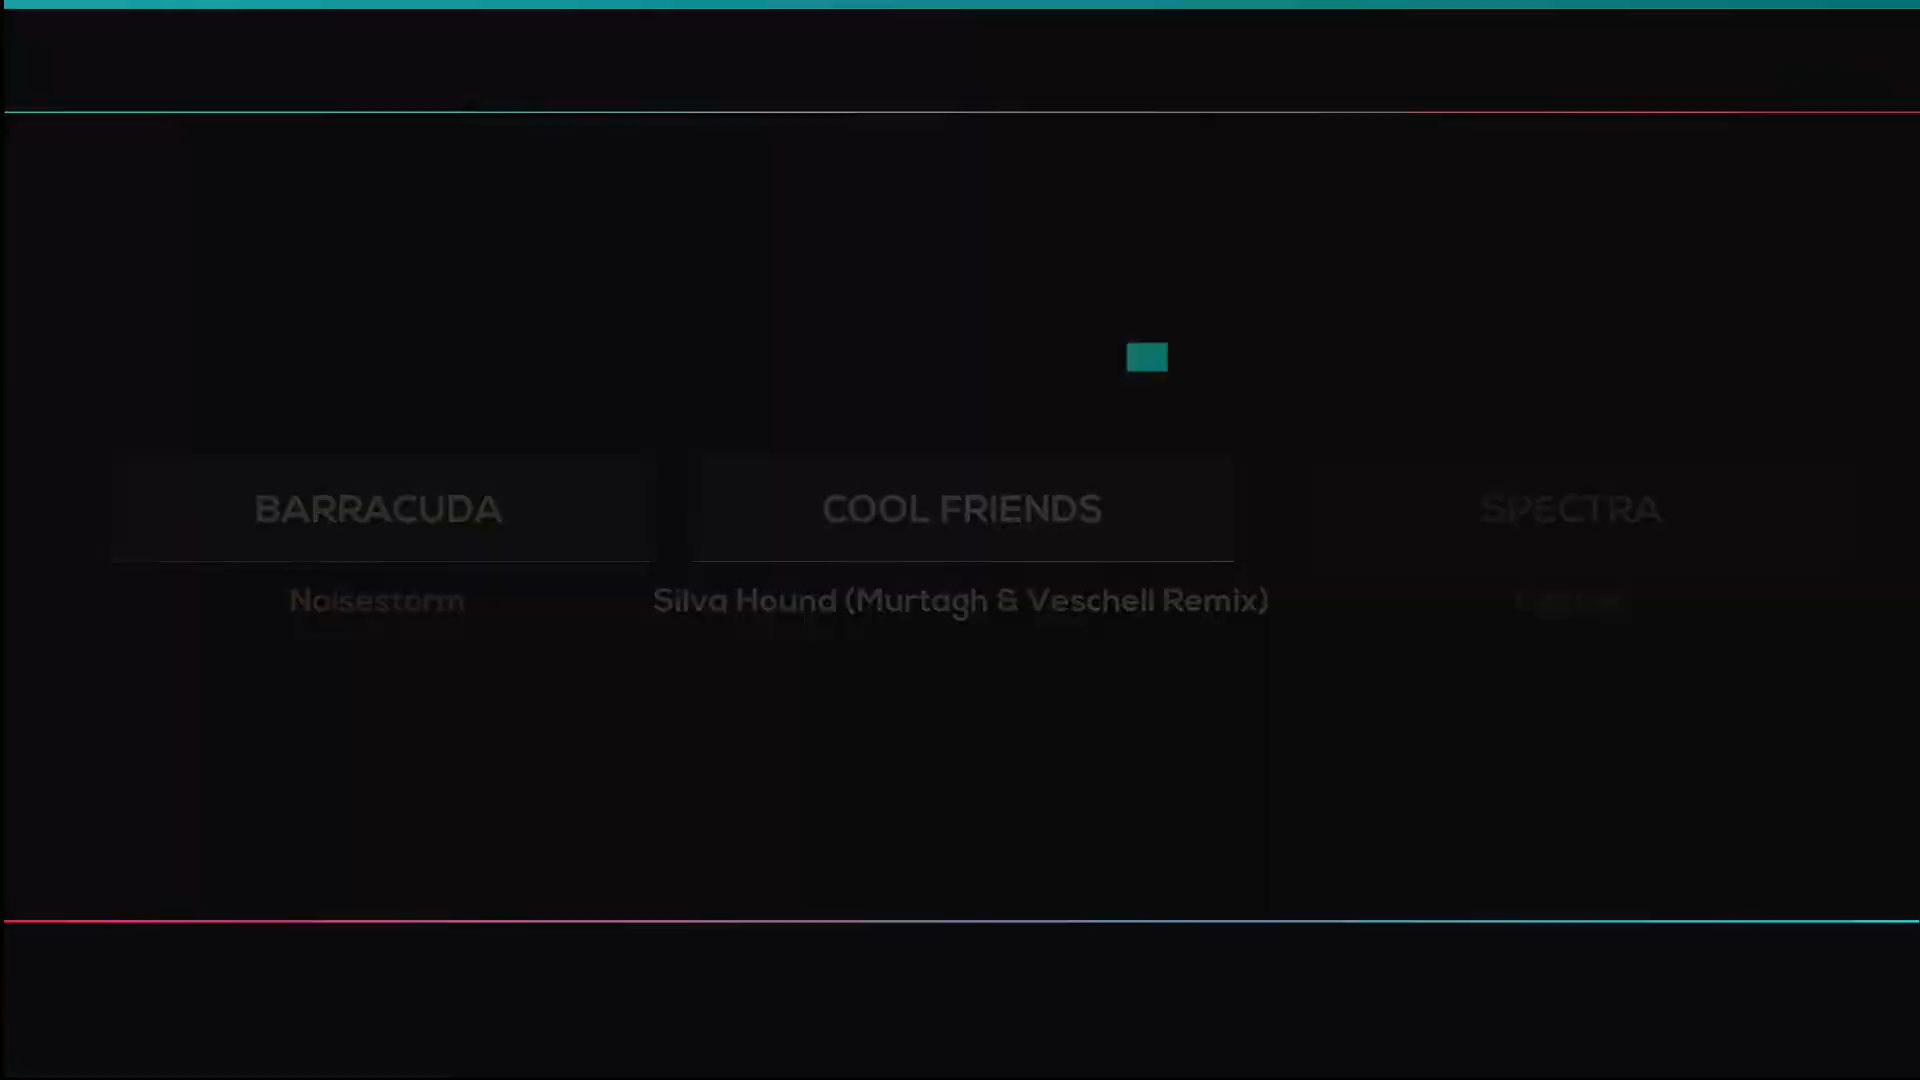 BARRACUDA
COOL FRIENDS
SPECTRA
Noisestorm
Silva Hound (Murtagh & Veschell Remix)